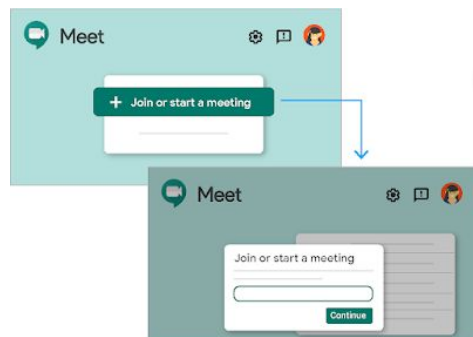 Meet
+ Join or start a meeting
Meet
Join or start a meeting
Continue